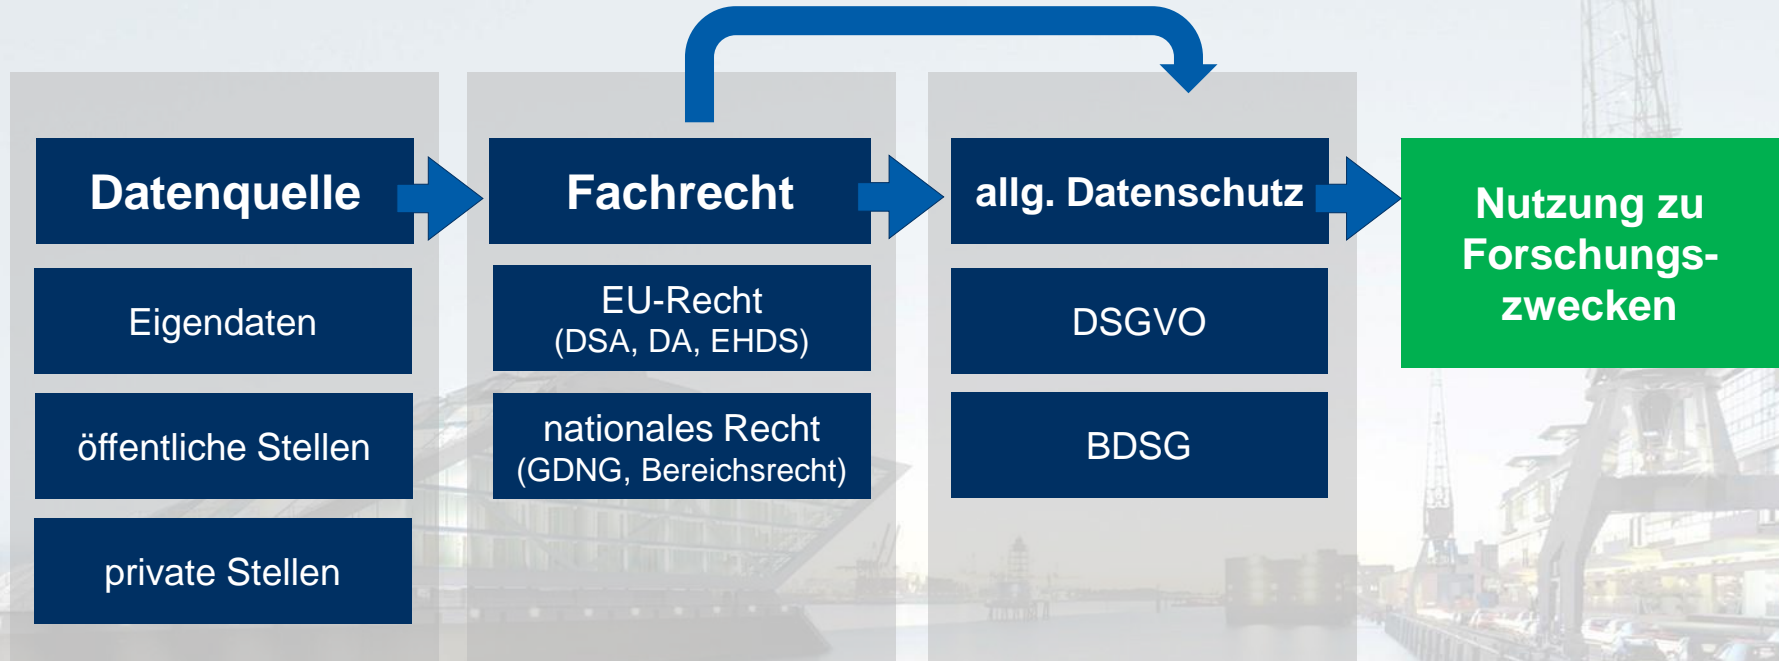 Datenquelle
Eigendaten
öffentliche Stellen
private Stellen
Fachrecht
EU-Recht
(DSA, DA, EHDS)
nationales Recht
(GDNG, Bereichsrecht)
allg. Datenschutz
DSGVO
BDSG
Nutzung zu
Forschungs-
zwecken